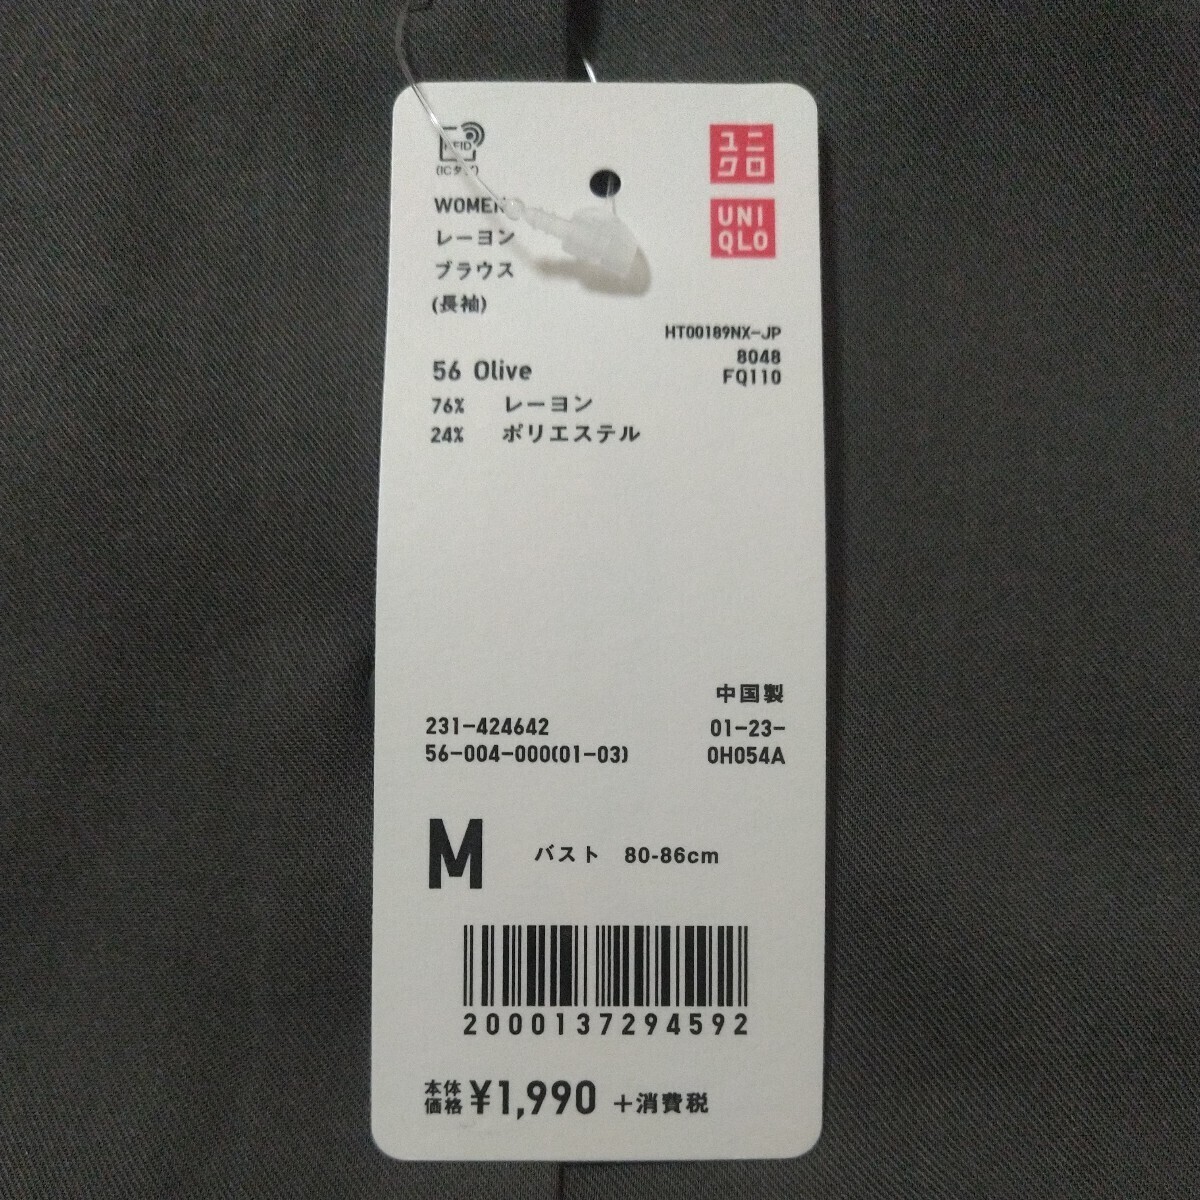 RFID
(ICタグ)
ユニ
クロ
UNI
QLO
WOMEN
レーヨン
ブラウス
(長袖)
HT00189NX-JP
8048
FQ110
56 Olive
76% レーヨン
24% ポリエステル
中国製
231-424642
56-004-000(01-03)
01-23-
0H054A
M バスト 80-86cm
2000137294592
本体
価格 ¥1,990 +消費税